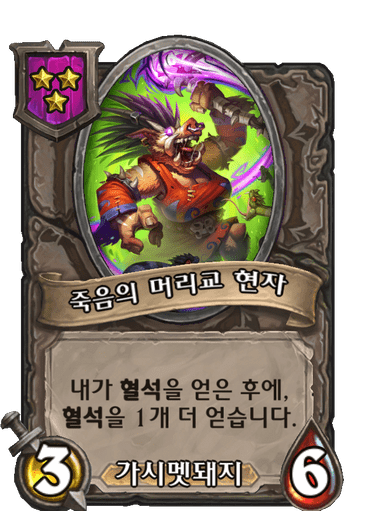 죽음의 머리교 현자
내가 혈석을 얻은 후에,
혈석을 1개 더 얻습니다.
3
가시멧돼지
6